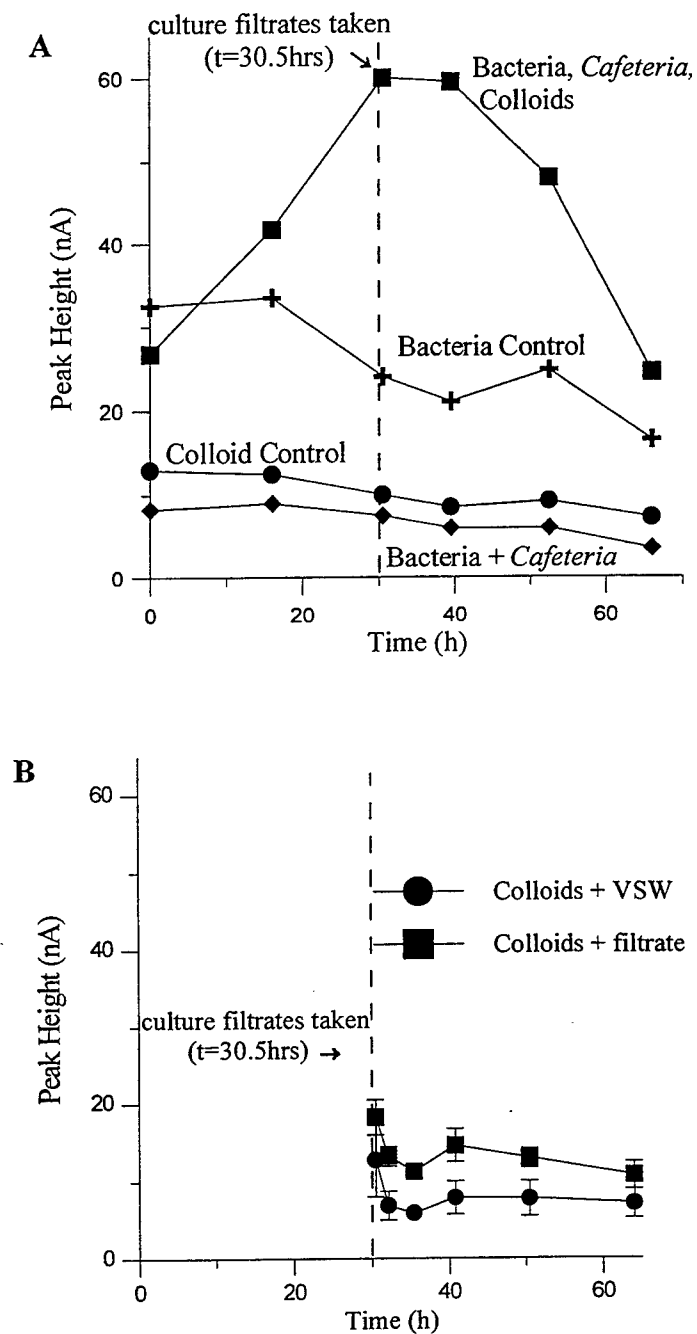 A
culture filtrates taken
(t=30.5hrs)
Bacteria, Cafeteria,
Colloids
60
40
20
0
Peak Height (nA)
Bacteria Control
Colloid Control
Bacteria + Cafeteria
0
20
40
60
Time (h)
B
60
40
20
0
Peak Height (nA)
Colloids + VSW
Colloids + filtrate
culture filtrates taken
(t=30.5hrs) →
0
20
40
60
Time (h)